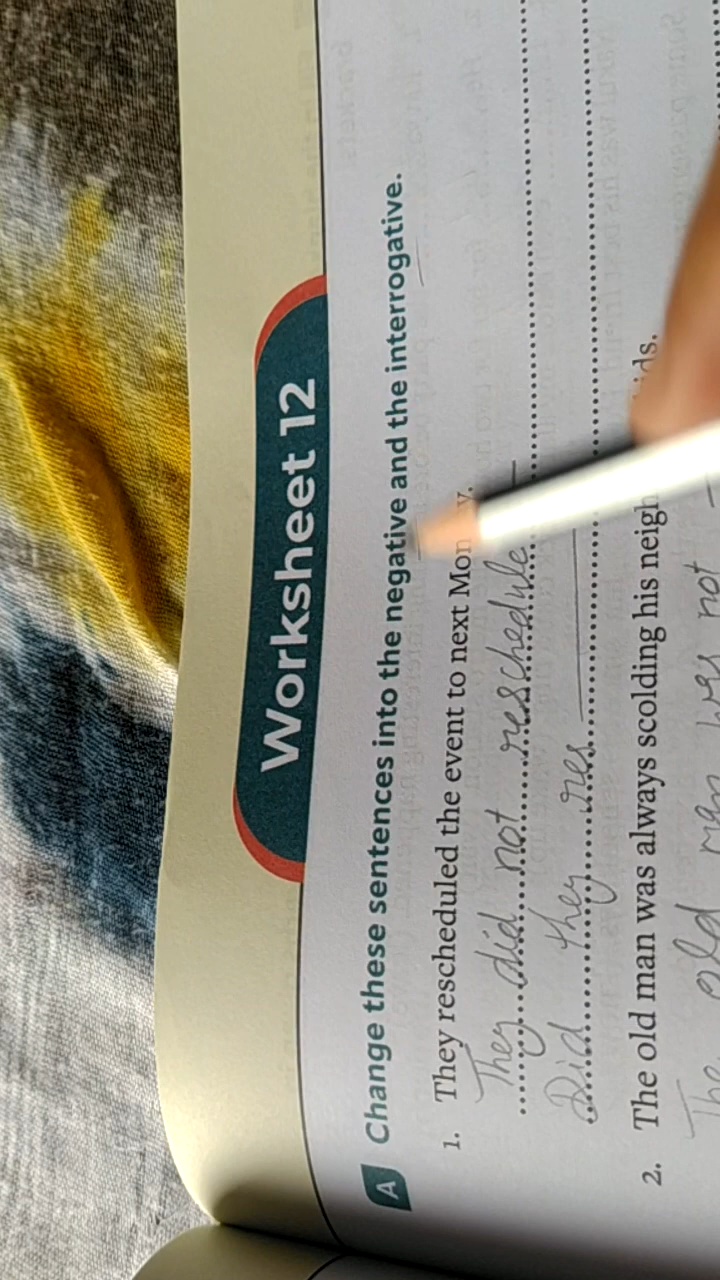 Worksheet 12
A Change these sentences into the negative and the interrogative.
1. They rescheduled the event to next
They did not reschedule
Did they res
2. The old man was always scolding his
The old man was not